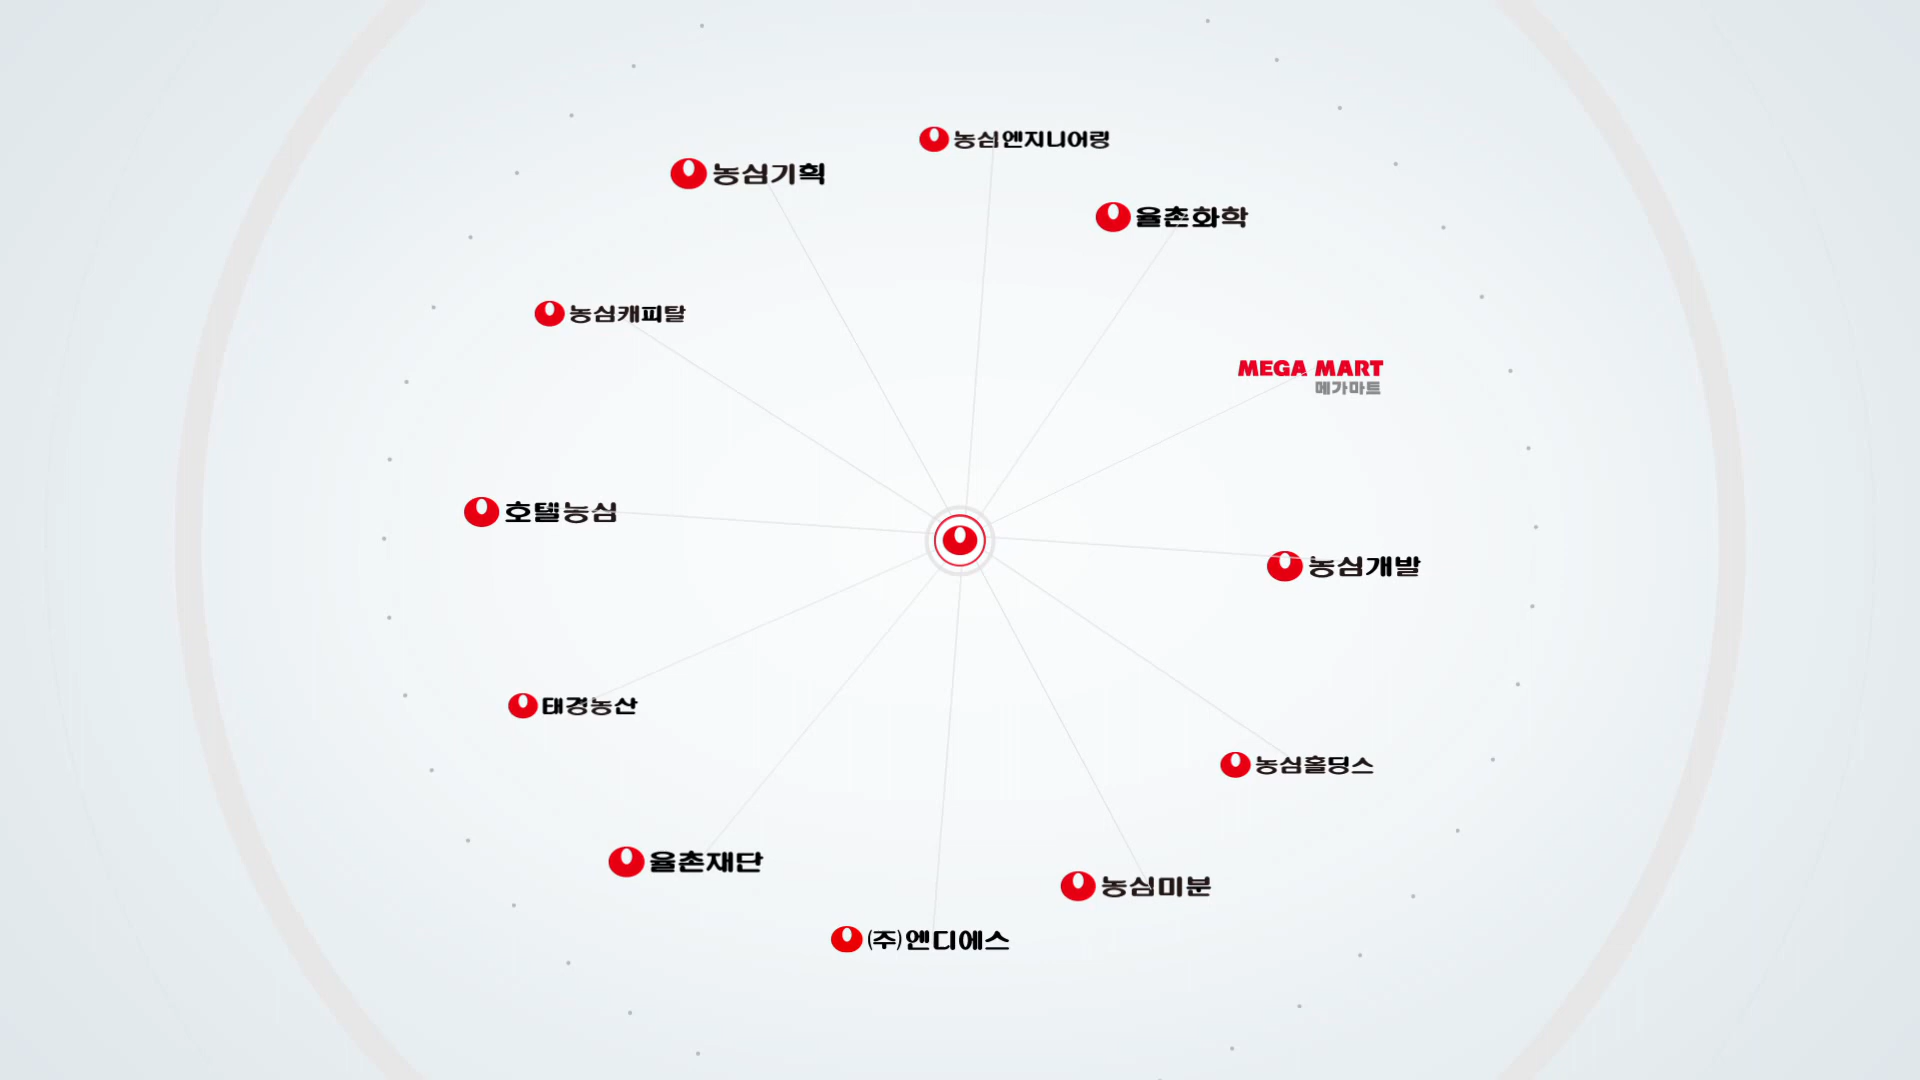 농심엔지니어링
농심기획
율촌화학
농심캐피탈
MEGA MART
메가마트
호텔농심
농심개발
태경농산
농심홀딩스
율촌재단
농심미분
(주)엔디에스